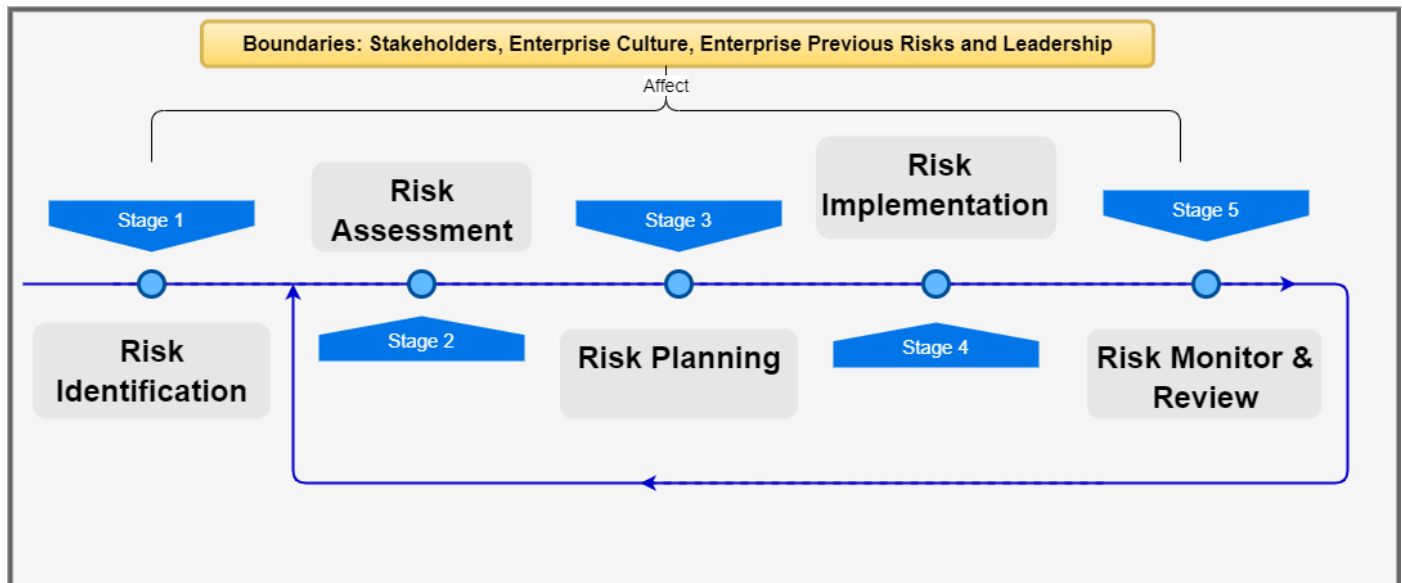 Boundaries: Stakeholders, Enterprise Culture, Enterprise Previous Risks and Leadership
Affect
Stage 1
Risk
Identification
Risk
Assessment
Stage 2
Stage 3
Risk Planning
Risk
Implementation
Stage 4
Stage 5
Risk Monitor &
Review